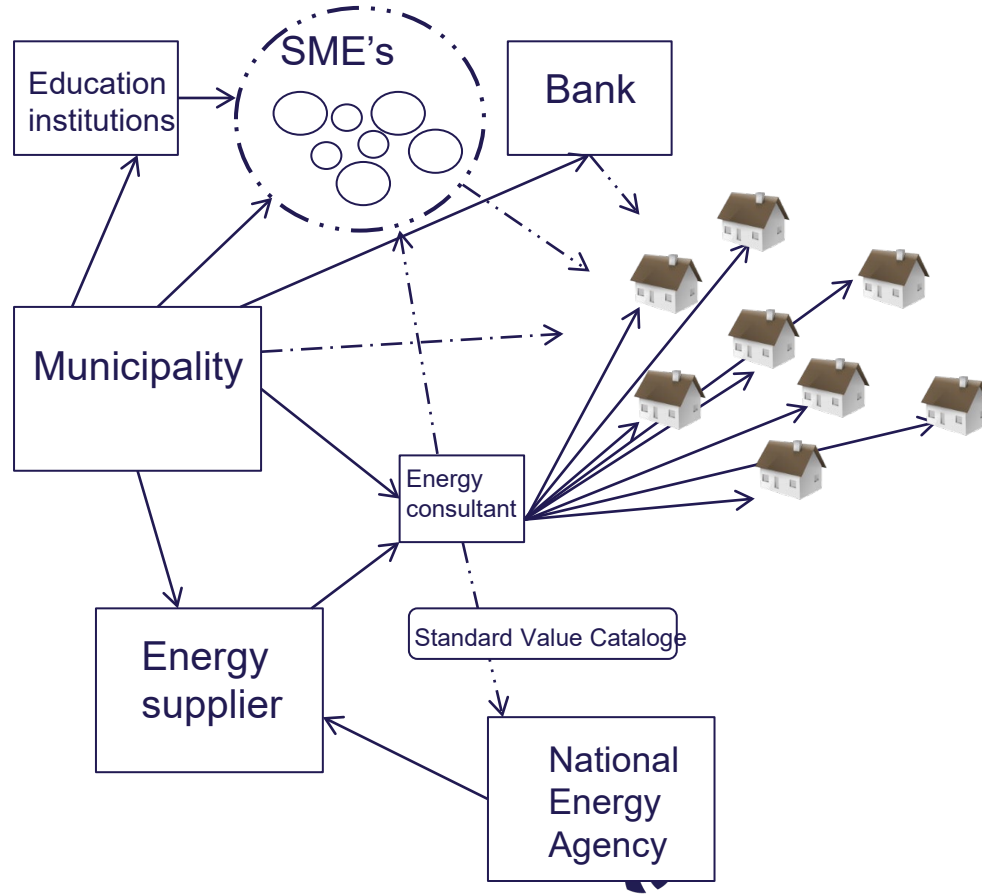 SME's
Education
institutions
Bank
Municipality
Energy
consultant
Standard Value Cataloge
Energy
supplier
National
Energy
Agency